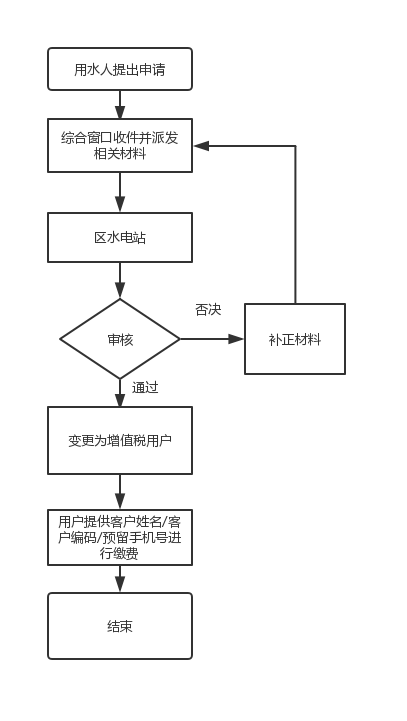 用水人提出申请
综合窗口收件并派发
相关材料
区水电站
否决
审核
补正材料
通过
变更为增值税用户
用户提供客户姓名/客
户编码/预留手机号进
行缴费
结束